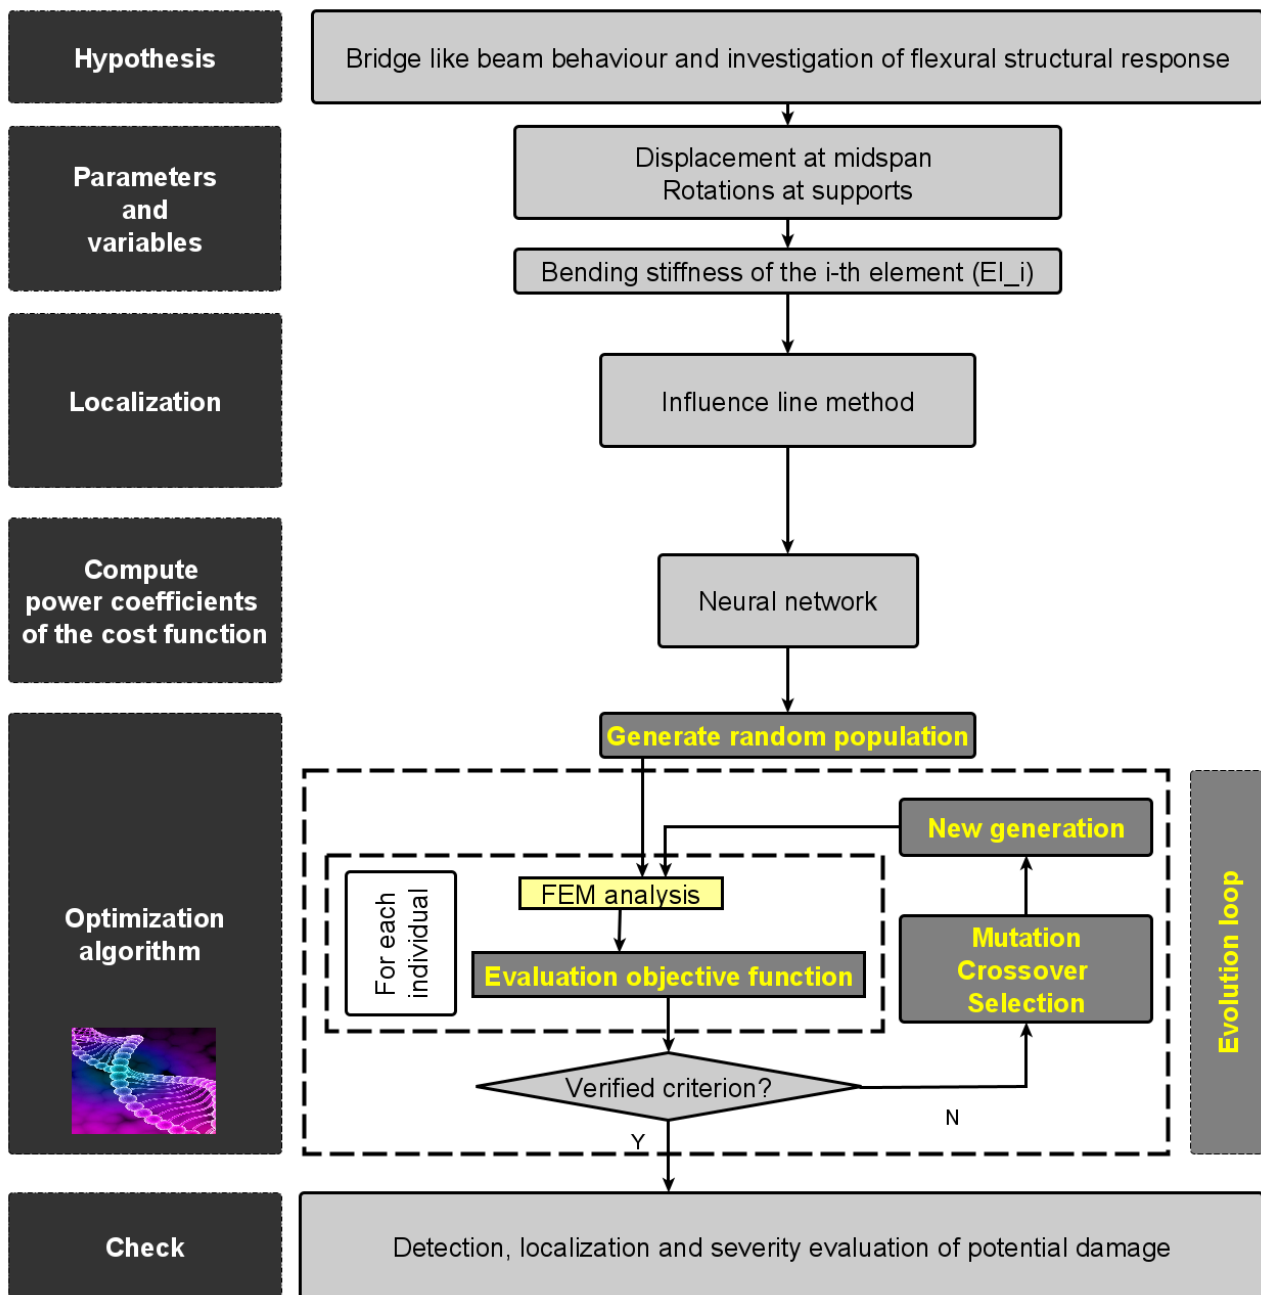 Hypothesis
Bridge like beam behaviour and investigation of flexural structural response
Parameters
and
variables
Displacement at midspan
Rotations at supports
Bending stiffness of the i-th element (EI_i)
Localization
Influence line method
Compute
power coefficients
of the cost function
Neural network
Optimization
algorithm
Generate random population
For each
individual
FEM analysis
Evaluation objective function
Verified criterion?
Y
N
Mutation
Crossover
Selection
New generation
Evolution loop
Check
Detection, localization and severity evaluation of potential damage